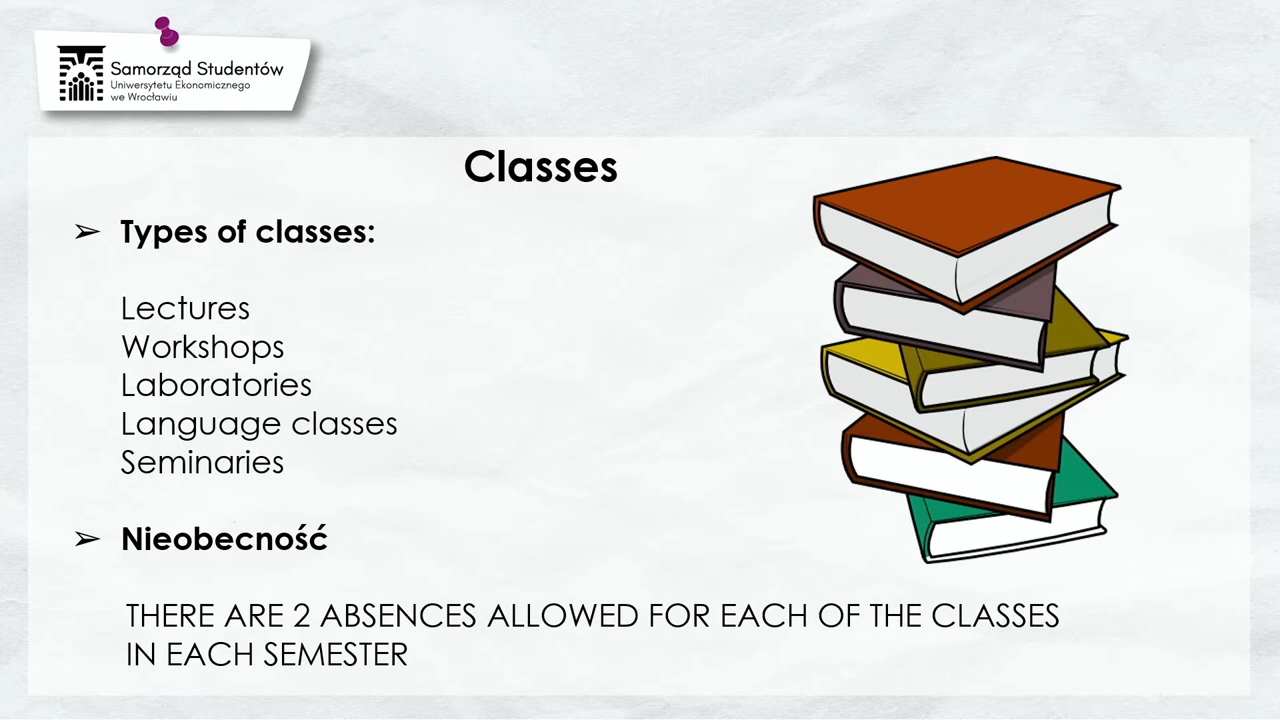 Samorząd Studentów
Uniwersytetu Ekonomicznego
we Wrocławiu
Classes
➢ Types of classes:
Lectures
Workshops
Laboratories
Language classes
Seminaries
➢ Nieobecność
THERE ARE 2 ABSENCES ALLOWED FOR EACH OF THE CLASSES
IN EACH SEMESTER